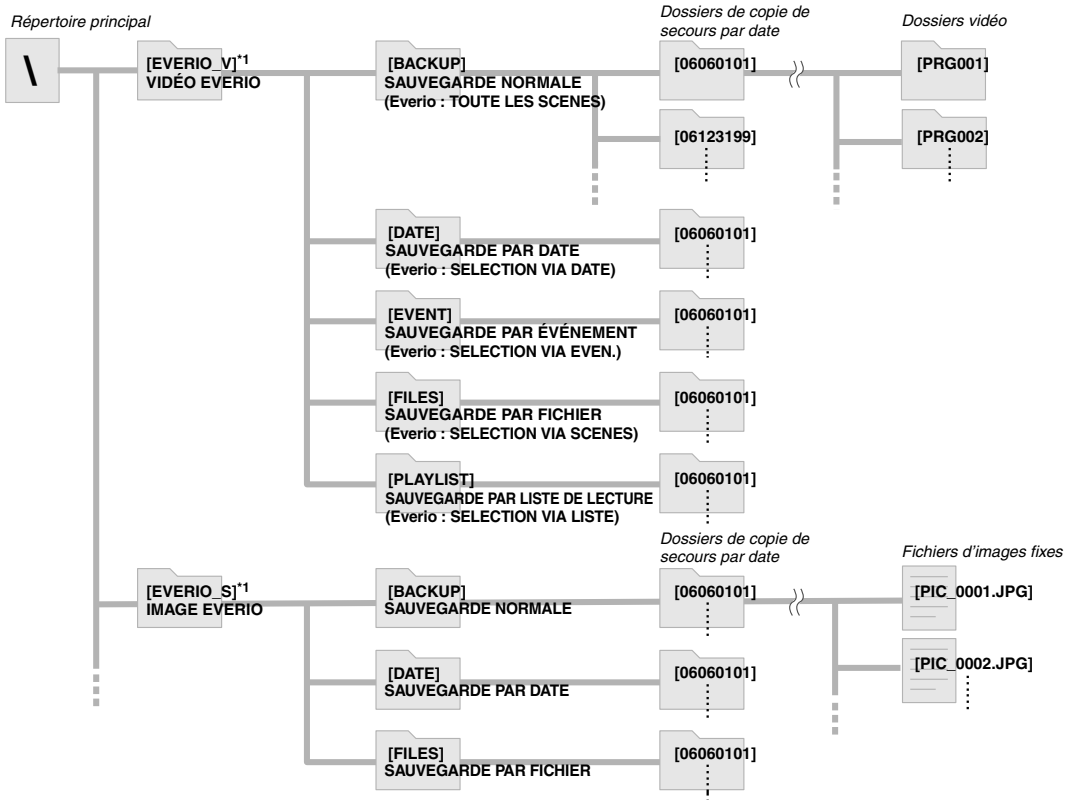 Répertoire principal
Dossiers de copie de
secours par date
Dossiers vidéo
\
[EVERIO_V]*1
VIDÉO EVERIO
[BACKUP]
SAUVEGARDE NORMALE
(Everio : TOUTE LES SCENES)
[06060101]
[PRG001]
[06123199]
[PRG002]
[DATE]
SAUVEGARDE PAR DATE
(Everio : SELECTION VIA DATE)
[06060101]
[EVENT]
SAUVEGARDE PAR ÉVÉNEMENT
(Everio : SELECTION VIA EVEN.)
[06060101]
[FILES]
SAUVEGARDE PAR FICHIER
(Everio : SELECTION VIA SCENES)
[06060101]
[PLAYLIST]
SAUVEGARDE PAR LISTE DE LECTURE
(Everio : SELECTION VIA LISTE)
[06060101]
Dossiers de copie de
secours par date
Fichiers d'images fixes
[EVERIO_S]*1
IMAGE EVERIO
[BACKUP]
SAUVEGARDE NORMALE
[06060101]
[PIC_0001.JPG]
[PIC_0002.JPG]
[DATE]
SAUVEGARDE PAR DATE
[06060101]
[FILES]
SAUVEGARDE PAR FICHIER
[06060101]